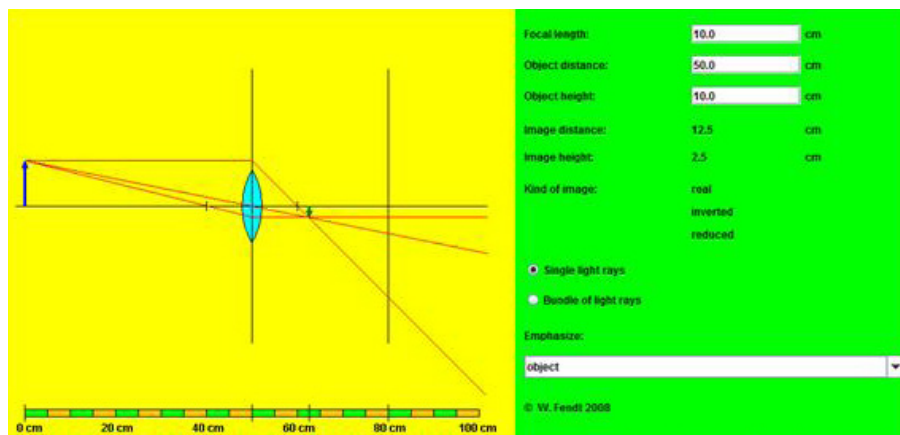 Focal length: 10.0 cm
Object distance: 50.0 cm
Object height: 10.0 cm
Image distance: 12.5 cm
Image height: 2.5 cm
Kind of image: real
inverted
reduced
Single light rays
Bundle of light rays
Emphasize:
object
© W. Fendt 2008
0 cm 20 cm 40 cm 60 cm 80 cm 100 cm